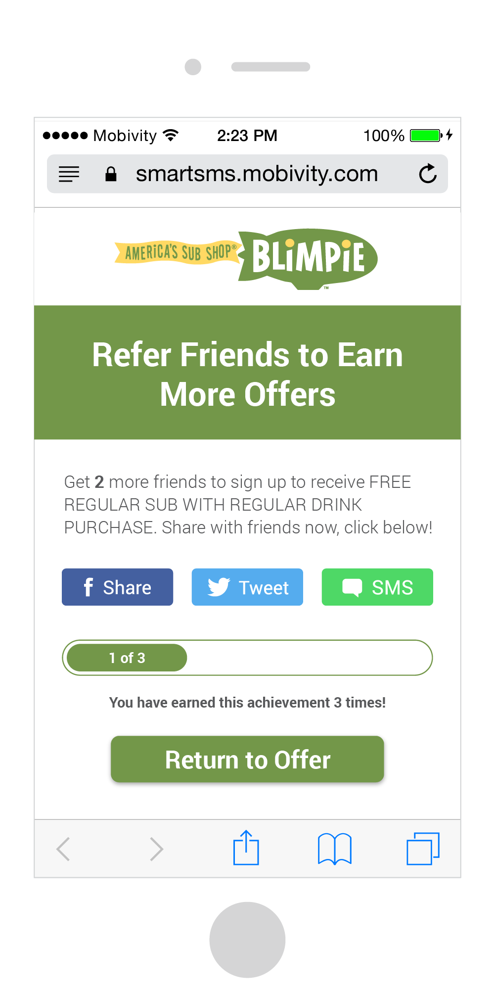 Mobivity 2:23 PM 100%
smartsms.mobivity.com
AMERiCA'S SUB SHOP® BLiMPiE
™
Refer Friends to Earn
More Offers
Get 2 more friends to sign up to receive FREE
REGULAR SUB WITH REGULAR DRINK
PURCHASE. Share with friends now, click below!
f Share Tweet SMS
1 of 3
You have earned this achievement 3 times!
Return to Offer